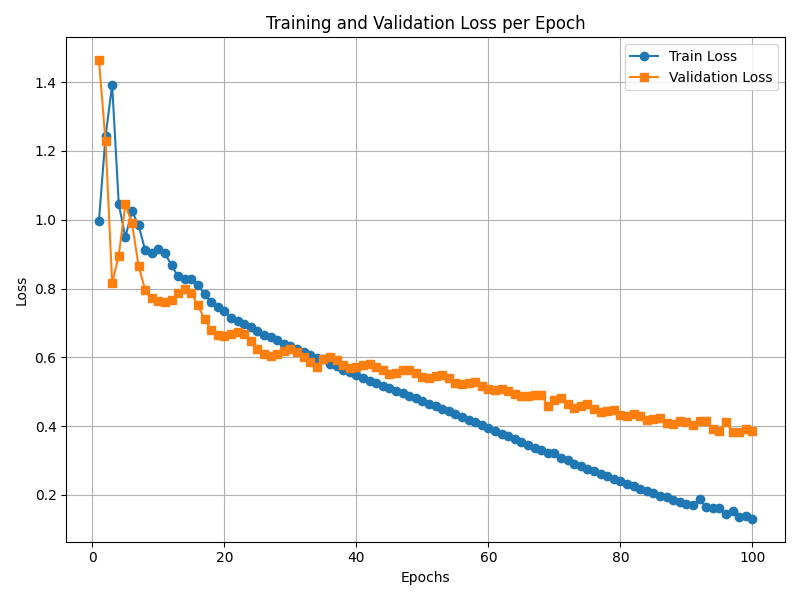 Training and Validation Loss per Epoch
Train Loss
Validation Loss
Loss
1.4
1.2
1.0
0.8
0.6
0.4
0.2
0
20
40
60
80
100
Epochs